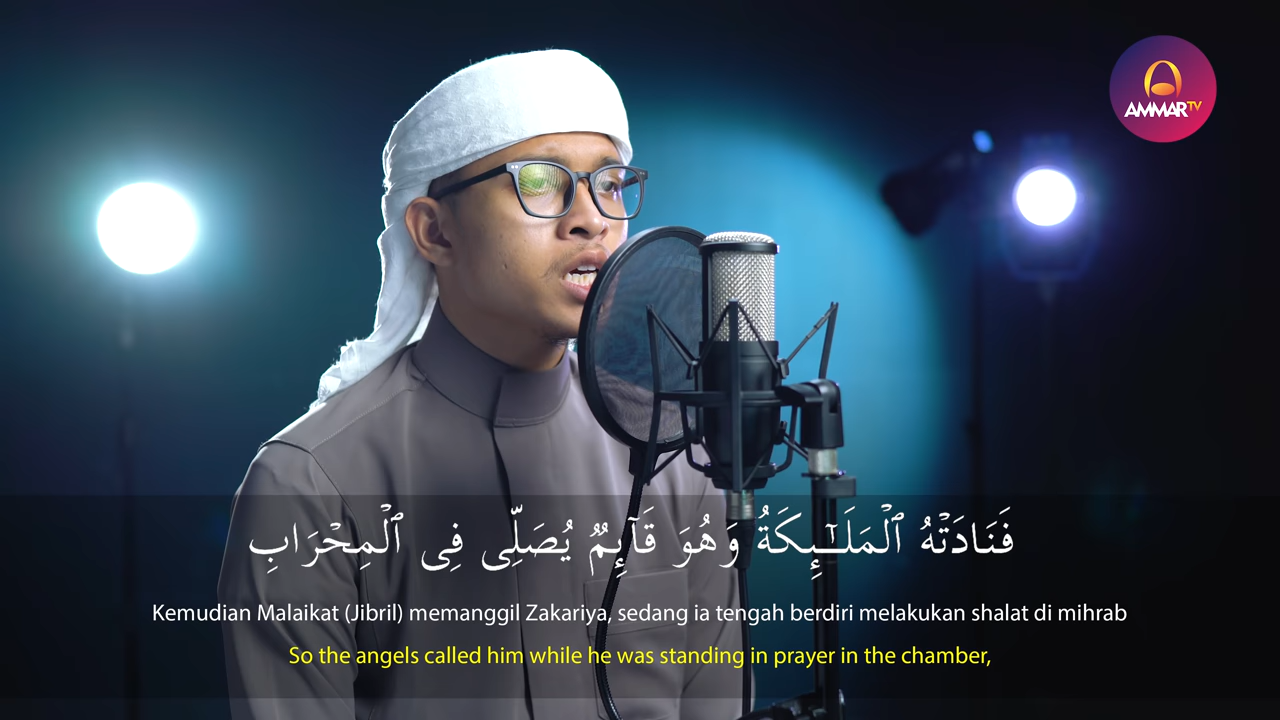 AMMARTV
فَنَادَتْهُ ٱلْمَلَـٰٓئِكَةُ وَهُوَ قَآئِمٌۭ يُصَلِّى فِى ٱلْمِحْرَابِ
Kemudian Malaikat (Jibril) memanggil Zakariya, sedang ia tengah berdiri melakukan shalat di mihrab
So the angels called him while he was standing in prayer in the chamber,